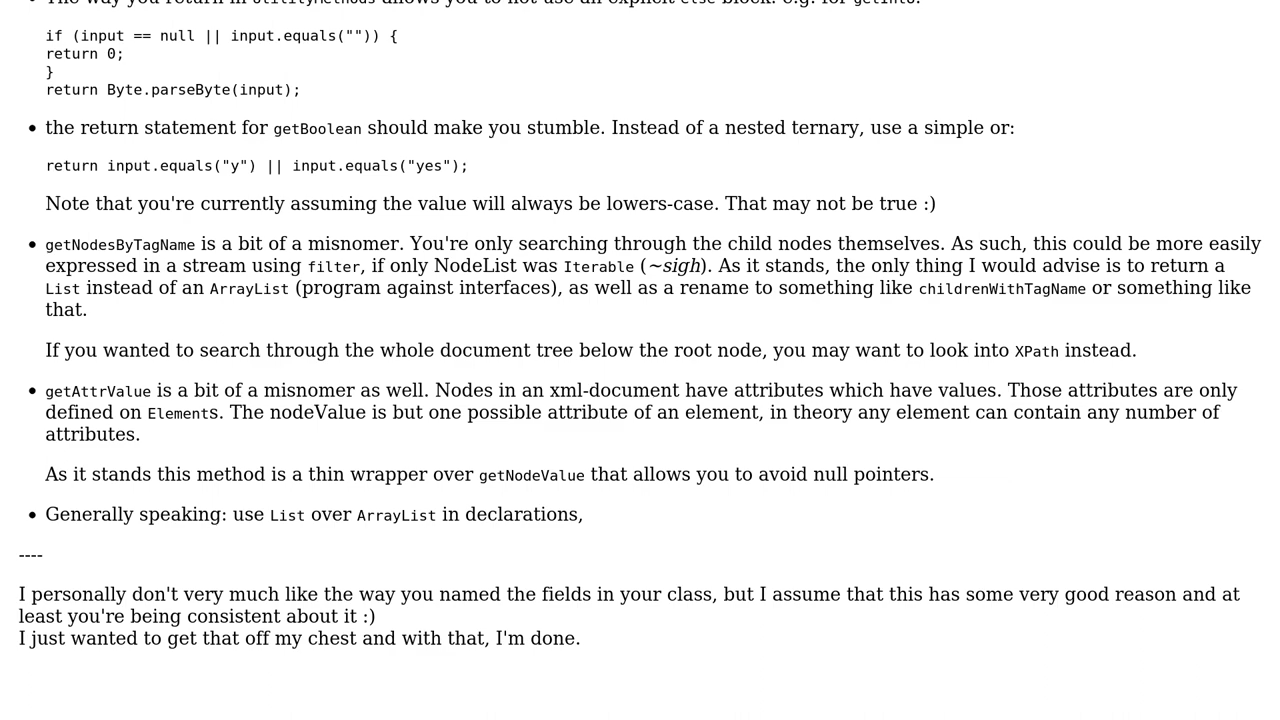 if (input == null || input.equals("")) {
return 0;
}
return Byte.parseByte(input);
• the return statement for getBoolean should make you stumble. Instead of a nested ternary, use a simple or:
return input.equals("y") || input.equals("yes");
Note that you're currently assuming the value will always be lowers-case. That may not be true :)
• getNodesByTagName is a bit of a misnomer. You're only searching through the child nodes themselves. As such, this could be more easily
expressed in a stream using filter, if only NodeList was Iterable (~sigh). As it stands, the only thing I would advise is to return a
List instead of an ArrayList (program against interfaces), as well as a rename to something like childrenWithTagName or something like
that.
If you wanted to search through the whole document tree below the root node, you may want to look into XPath instead.
• getAttrValue is a bit of a misnomer as well. Nodes in an xml-document have attributes which have values. Those attributes are only
defined on Elements. The nodeValue is but one possible attribute of an element, in theory any element can contain any number of
attributes.
As it stands this method is a thin wrapper over getNodeValue that allows you to avoid null pointers.
• Generally speaking: use List over ArrayList in declarations,
----
I personally don't very much like the way you named the fields in your class, but I assume that this has some very good reason and at
least you're being consistent about it :)
I just wanted to get that off my chest and with that, I'm done.